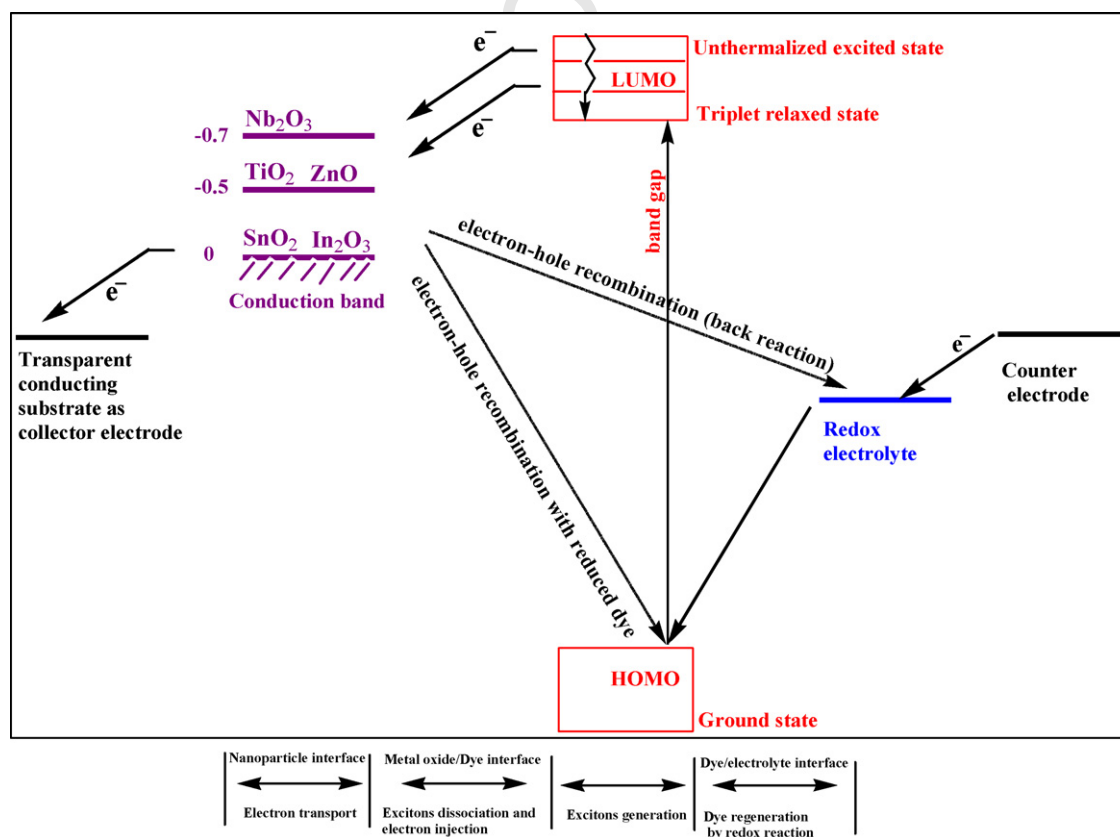 e⁻
Unthermalized excited state
LUMO
e⁻
Triplet relaxed state
Nb₂O₃
-0.7
TiO₂ ZnO
-0.5
SnO₂ In₂O₃
0
Conduction band
e⁻
band gap
electron-hole recombination (back reaction)
electron-hole recombination with reduced dye
Transparent
conducting
substrate as
collector electrode
e⁻
Counter
electrode
Redox
electrolyte
HOMO
Ground state
Nanoparticle interface
Metal oxide/Dye interface
Dye/electrolyte interface
Electron transport
Excitons dissociation and
electron injection
Excitons generation
Dye regeneration
by redox reaction